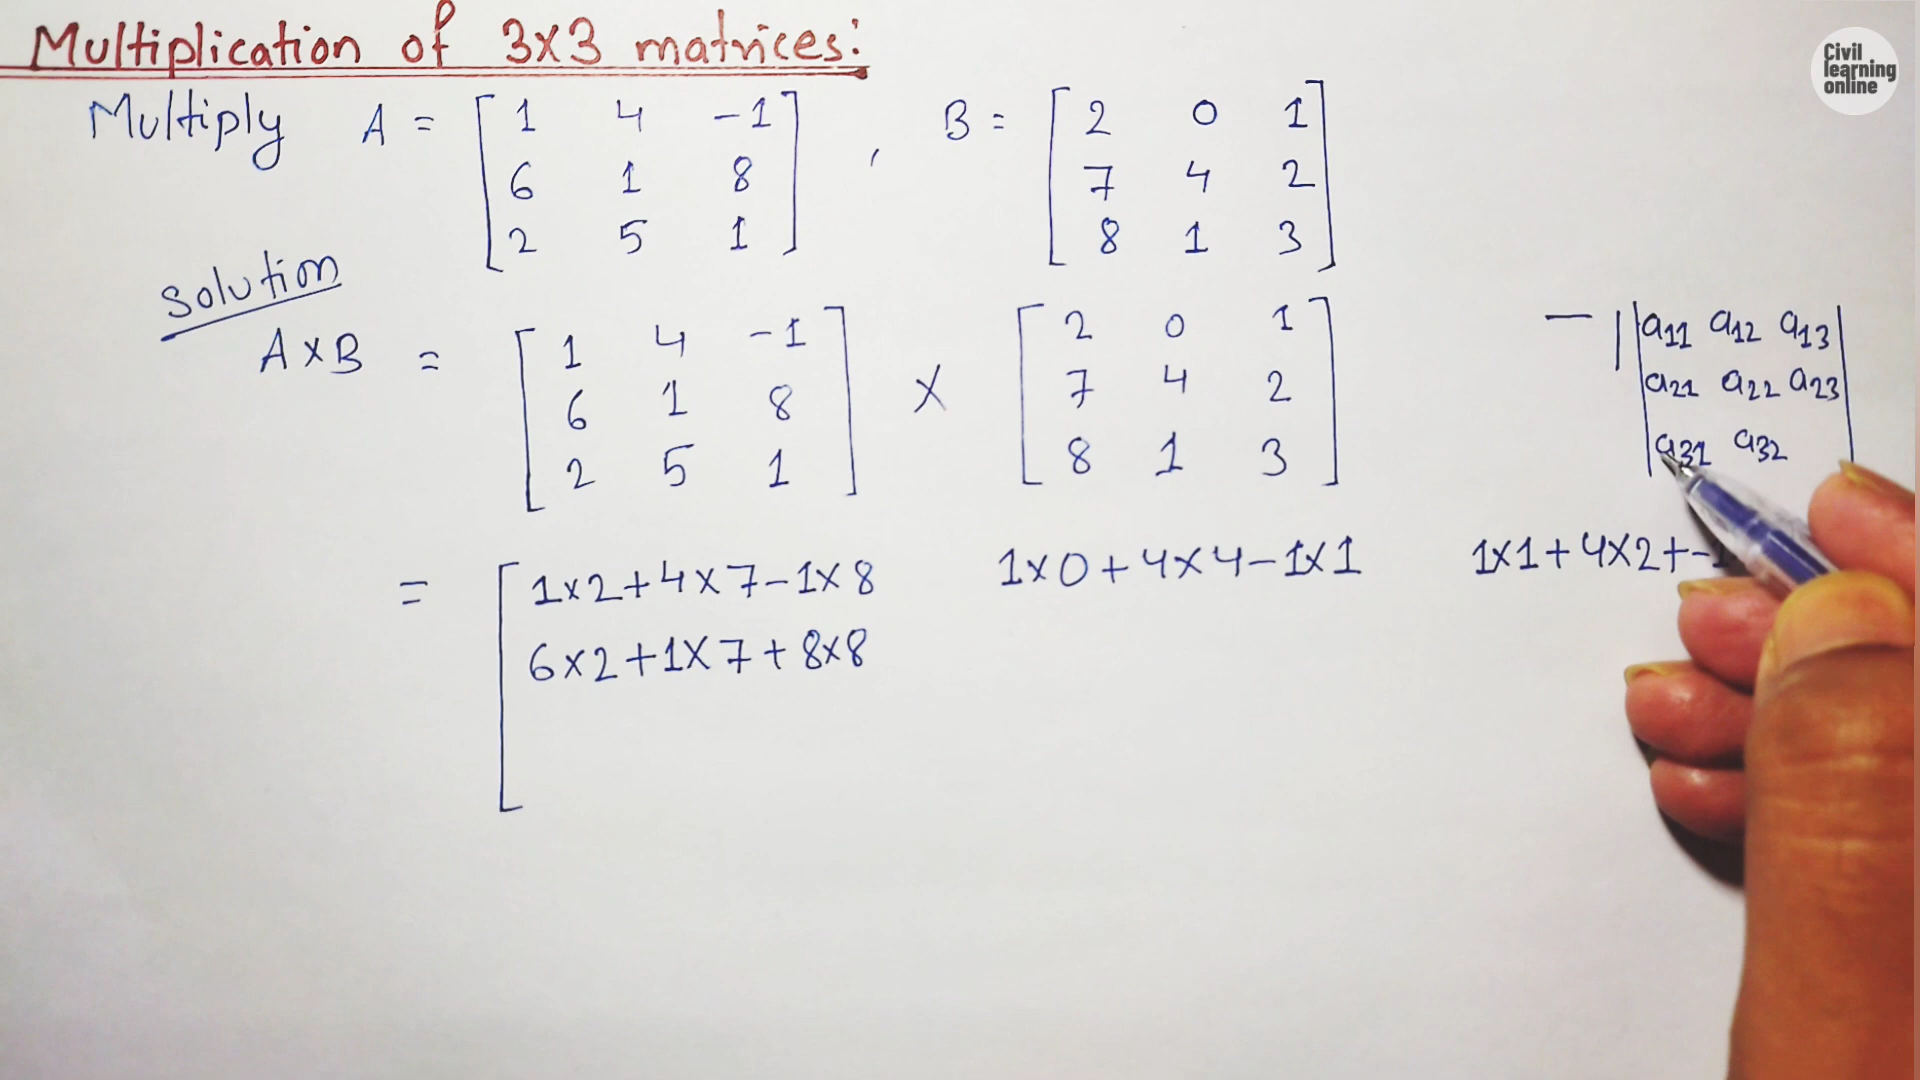 Multiplication of 3x3 matrices:
Civil
learning
online
Multiply A = [ 1 4 -1 ] , B = [ 2 0 1 ]
6 1 8 7 4 2
2 5 1 8 1 3
Solution
A x B = [ 1 4 -1 ] x [ 2 0 1 ]
6 1 8 7 4 2
2 5 1 8 1 3
a11 a12 a13
a21 a22 a23
a31 a32
= [ 1x2+4x7-1x8 1x0+4x4-1x1 1x1+4x2+-1
6x2+1x7+8x8